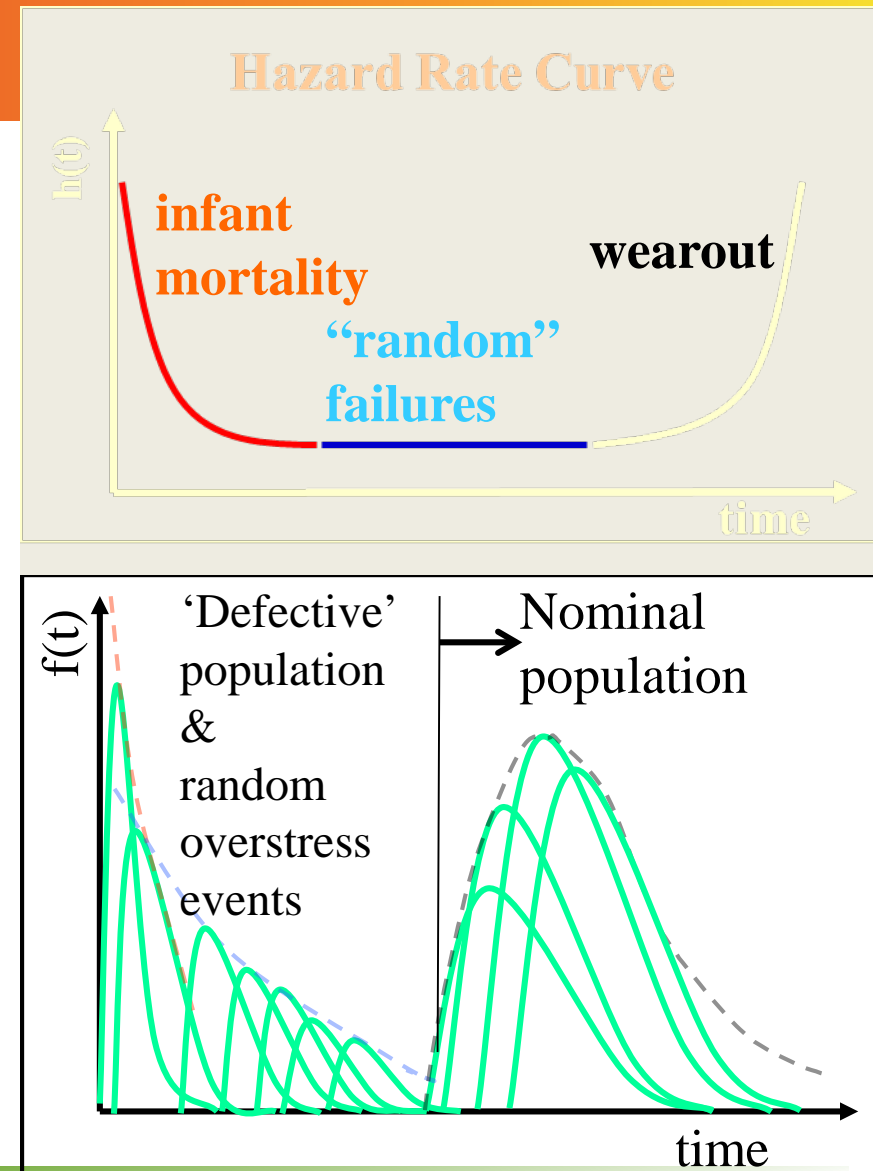 Hazard Rate Curve
h(t)
infant
mortality
wearout
“random”
failures
time
f(t)
‘Defective’
population
&
random
overstress
events
Nominal
population
time